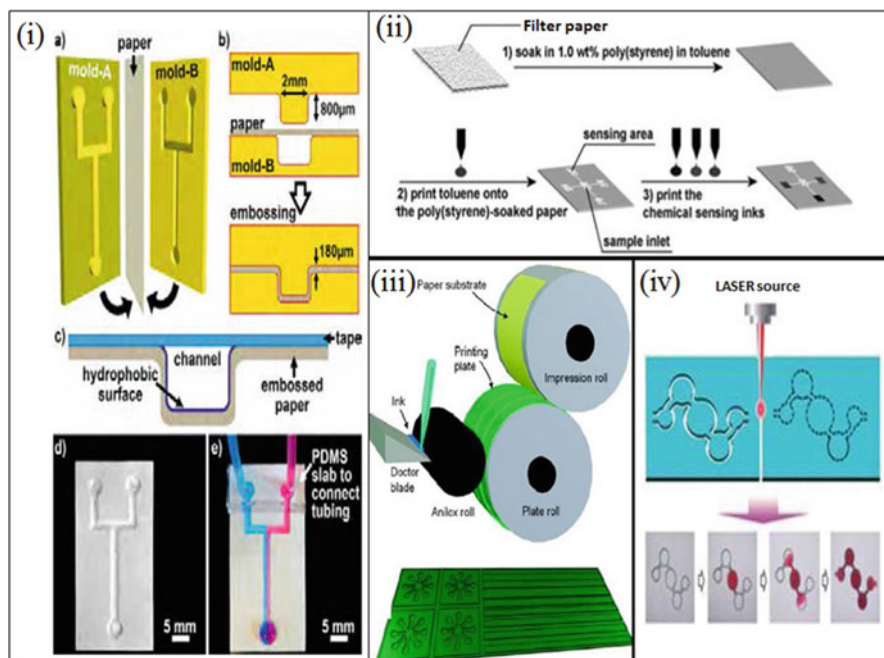 (i)
a)
paper
mold-A
mold-B
b)
mold-A
2mm
800µm
paper
mold-B
embossing
180µm
c)
tape
channel
hydrophobic
surface
embossed
paper
d)
5 mm
e)
PDMS
slab to
connect
tubing
5 mm
(ii)
Filter paper
1) soak in 1.0 wt% poly(styrene) in toluene
sensing area
2) print toluene onto
the poly(styrene)-soaked paper
3) print the
chemical sensing inks
sample inlet
(iii)
Paper substrate
Printing
plate
Impression roll
Ink
Doctor
blade
Anilox roll
Plate roll
(iv)
LASER source